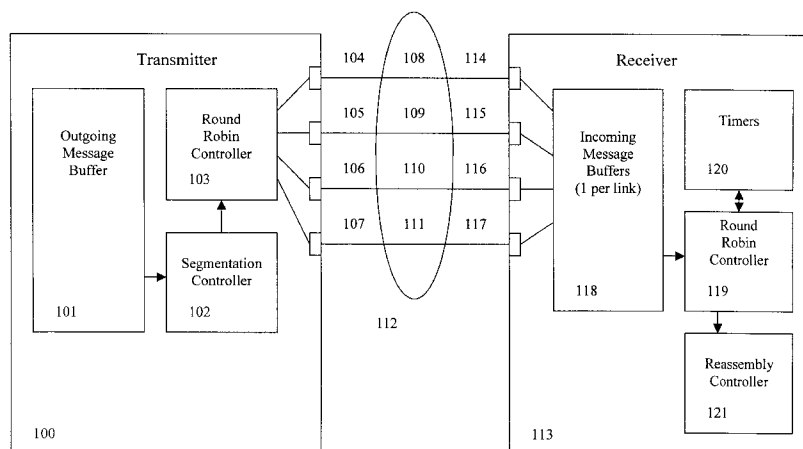 Transmitter
Outgoing
Message
Buffer
101
Round
Robin
Controller
103
Segmentation
Controller
102
100
104 108 114
105 109 115
106 110 116
107 111 117
112
Receiver
Incoming
Message
Buffers
(1 per link)
118
Timers
120
Round
Robin
Controller
119
Reassembly
Controller
121
113